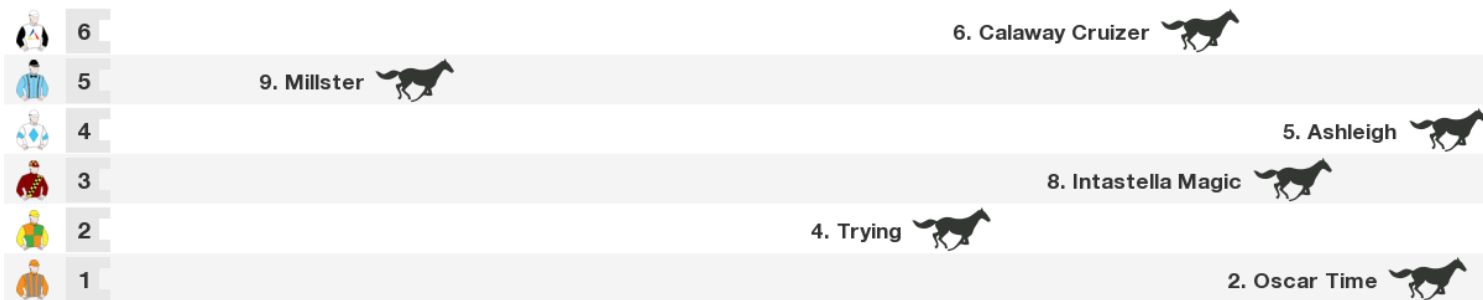 6 6. Calaway Cruizer
5 9. Millster
4 5. Ashleigh
3 8. Intastella Magic
2 4. Trying
1 2. Oscar Time